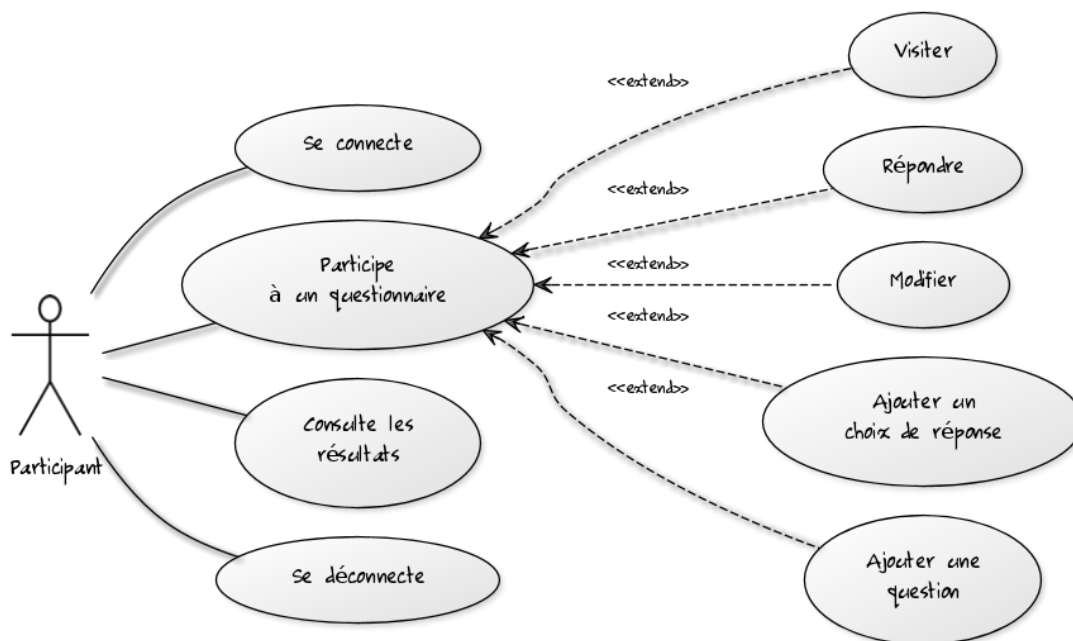 Visiter
<<extend>>
Se connecte
Répondre
<<extend>>
Participe
à un questionnaire
<<extend>>
Modifier
<<extend>>
<<extend>>
Ajouter un
choix de réponse
Consulte les
résultats
Participant
Ajouter une
question
Se déconnecte